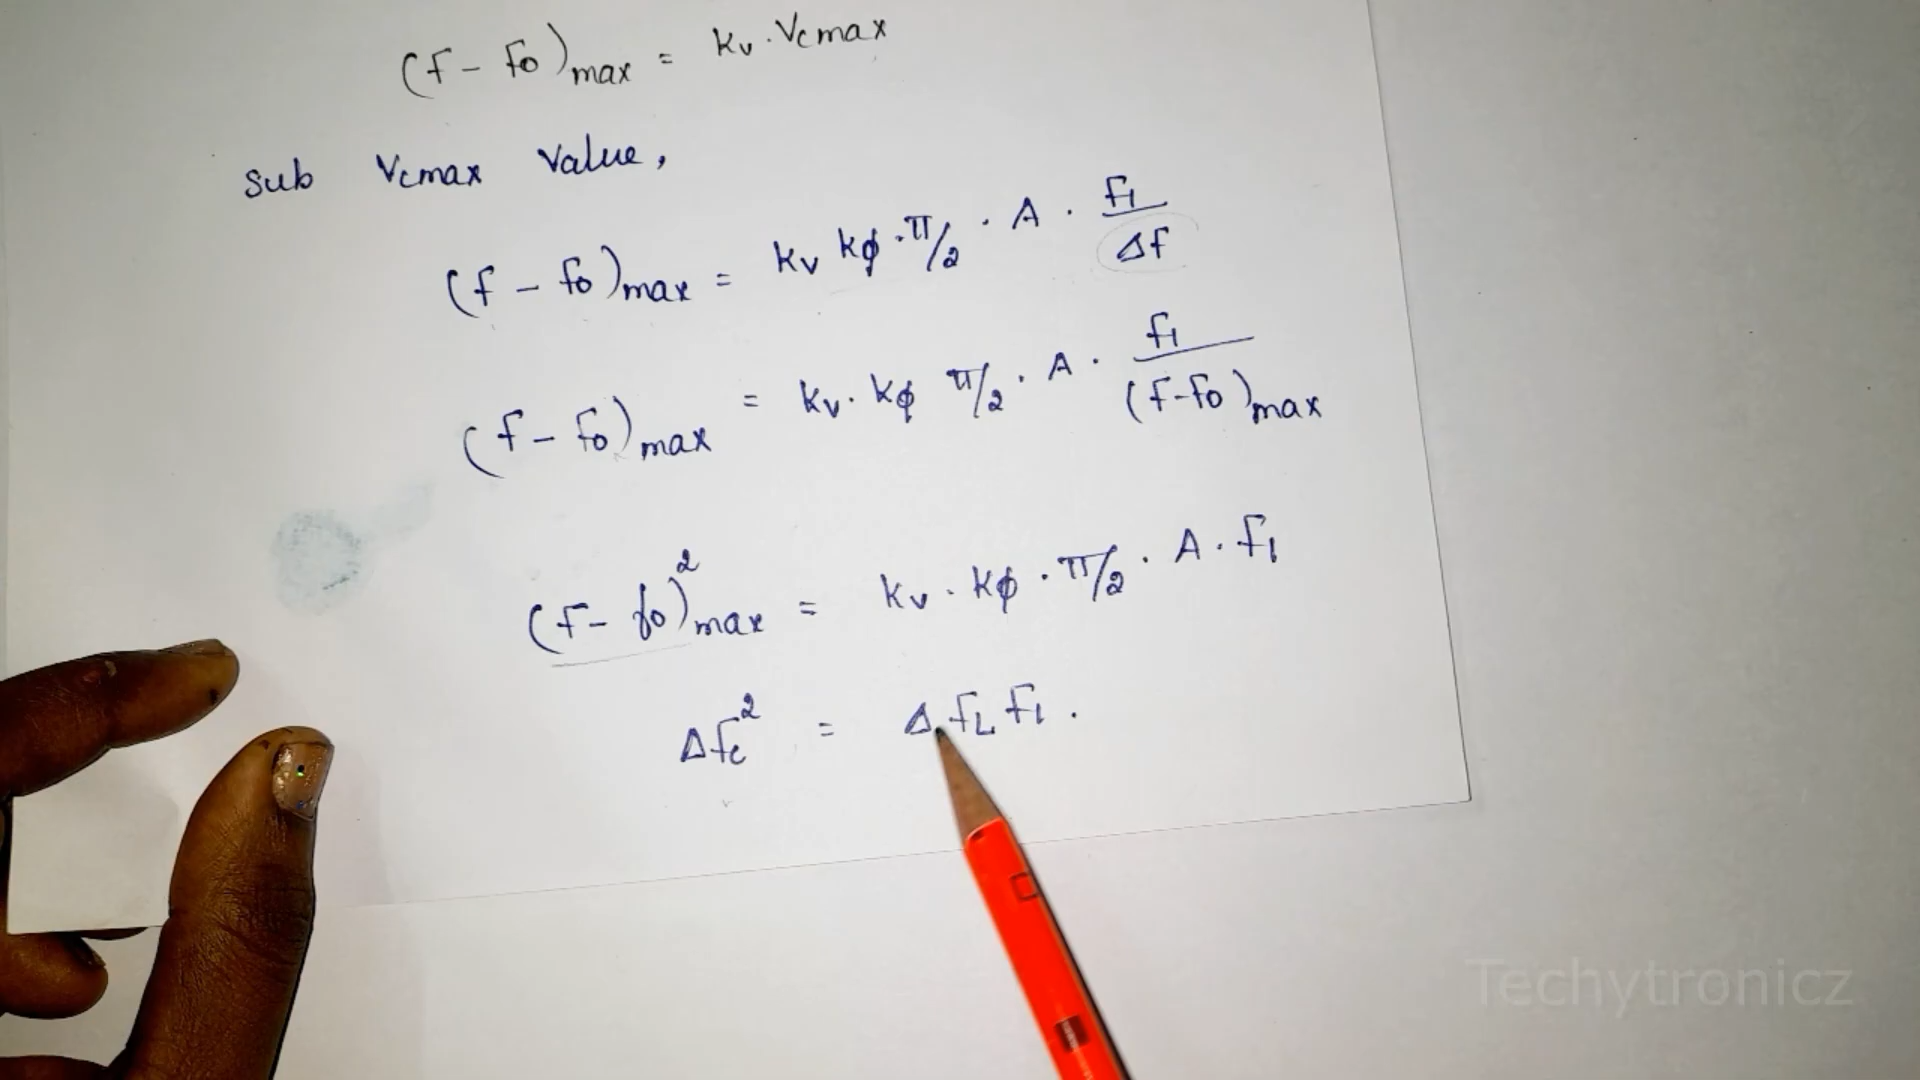 (f - fo)max = Kv . Vcmax
Sub Vcmax Value,
(f - fo)max = Kv Kϕ . π/2 . A . f1/Δf
(f - fo)max = Kv . Kϕ π/2 . A . f1/(f-fo)max
(f - fo)²max = Kv . Kϕ . π/2 . A . f1
Δfc² = Δ fL f1 .
Techytronicz